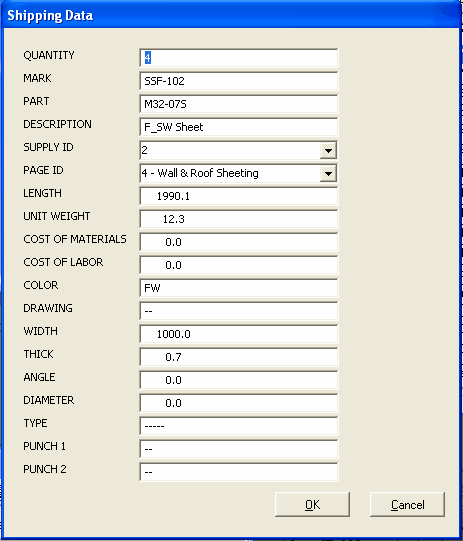 Shipping Data
QUANTITY 4
MARK SSF-102
PART M32-07S
DESCRIPTION F_SW Sheet
SUPPLY ID 2
PAGE ID 4 - Wall & Roof Sheeting
LENGTH 1990.1
UNIT WEIGHT 12.3
COST OF MATERIALS 0.0
COST OF LABOR 0.0
COLOR FW
DRAWING --
WIDTH 1000.0
THICK 0.7
ANGLE 0.0
DIAMETER 0.0
TYPE -----
PUNCH 1 --
PUNCH 2 --
OK Cancel